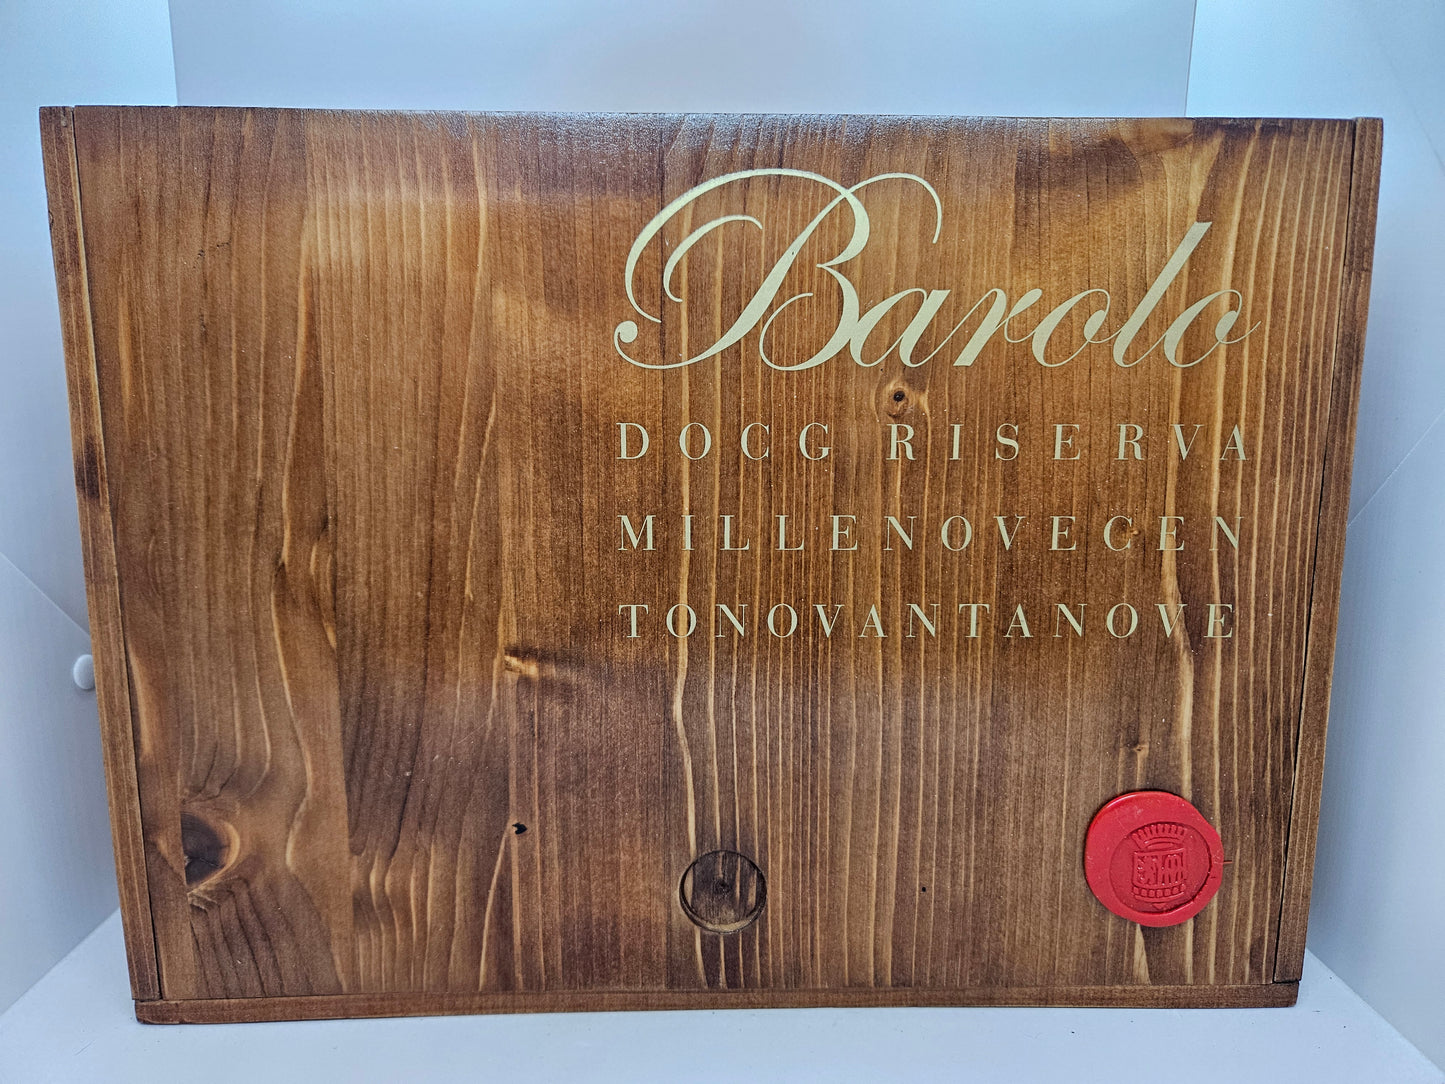 Barolo
DOCG RISERVA
MILLENOVECEN
TONOVANTANOVE